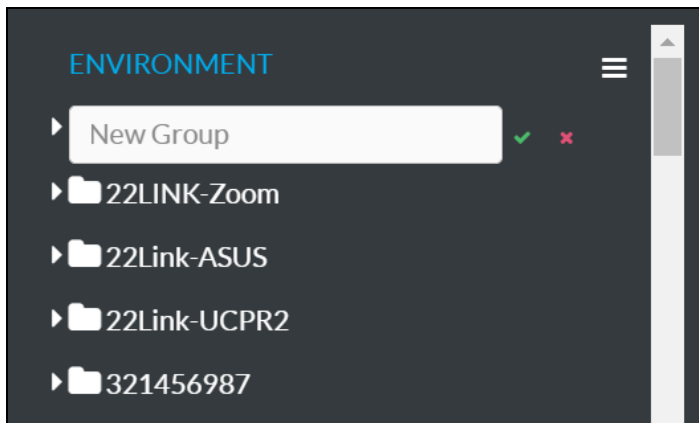 ENVIRONMENT
New Group
22LINK-Zoom
22Link-ASUS
22Link-UCPR2
321456987